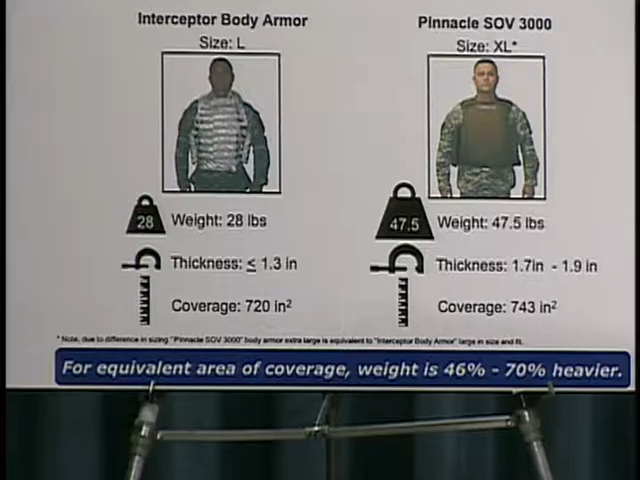 Interceptor Body Armor
Size: L
28
Weight: 28 lbs
Thickness: ≤ 1.3 in
Coverage: 720 in²
Pinnacle SOV 3000
Size: XL*
47.5
Weight: 47.5 lbs
Thickness: 1.7in - 1.9 in
Coverage: 743 in²
* Note, due to difference in sizing "Pinnacle SOV 3000" body armor extra large is equivalent to "Interceptor Body Armor" large in size and fit.
For equivalent area of coverage, weight is 46% - 70% heavier.